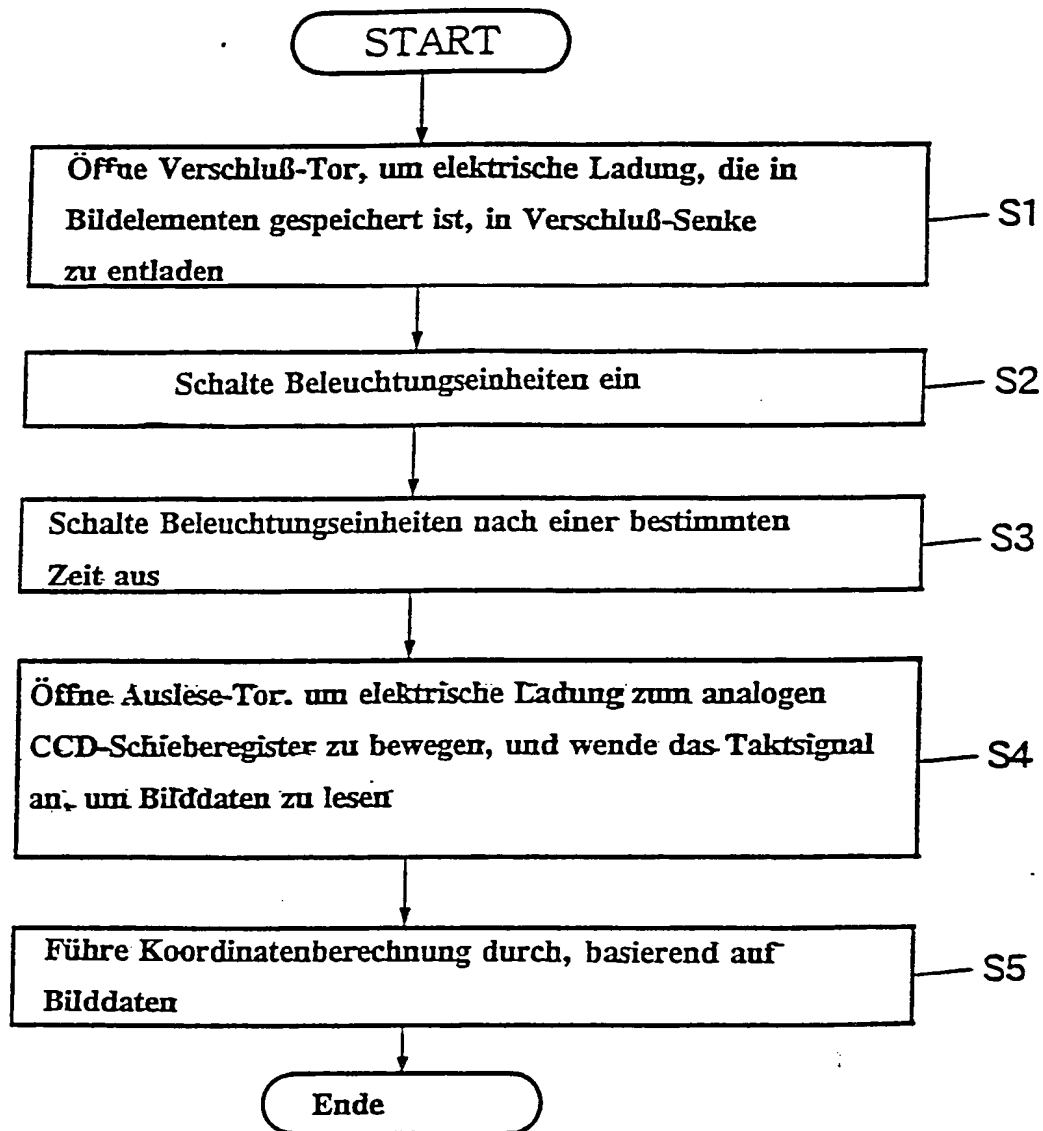 START
Öffne Verschluß-Tor, um elektrische Ladung, die in
Bildelementen gespeichert ist, in Verschluß-Senke
zu entladen
S1
Schalte Beleuchtungseinheiten ein
S2
Schalte Beleuchtungseinheiten nach einer bestimmten
Zeit aus
S3
Öffne Auslese-Tor. um elektrische Ladung zum analogen
CCD-Schieberegister zu bewegen, und wende das Taktsignal
an, um Bilddaten zu lesen
S4
Führe Koordinatenberechnung durch, basierend auf
Bilddaten
S5
Ende